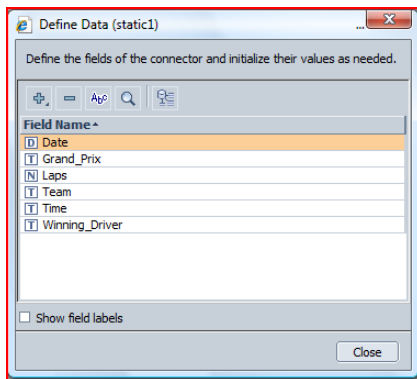 Define Data (static1)
...
Define the fields of the connector and initialize their values as needed.
Abc
Field Name
D Date
T Grand_Prix
N Laps
T Team
T Time
T Winning_Driver
Show field labels
Close